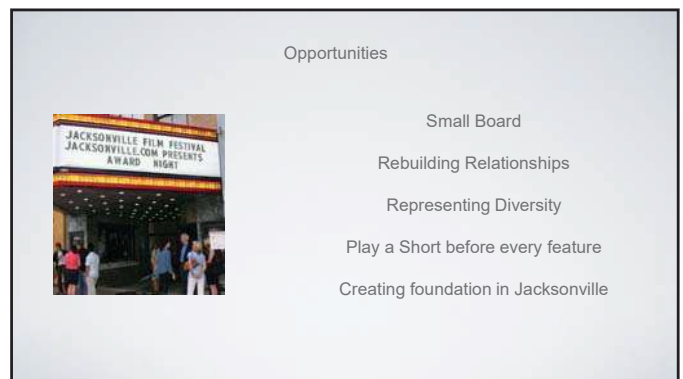 Opportunities
JACKSONVILLE FILM FESTIVAL
JACKSONVILLE.COM PRESENTS
AWARD NIGHT
Small Board
Rebuilding Relationships
Representing Diversity
Play a Short before every feature
Creating foundation in Jacksonville